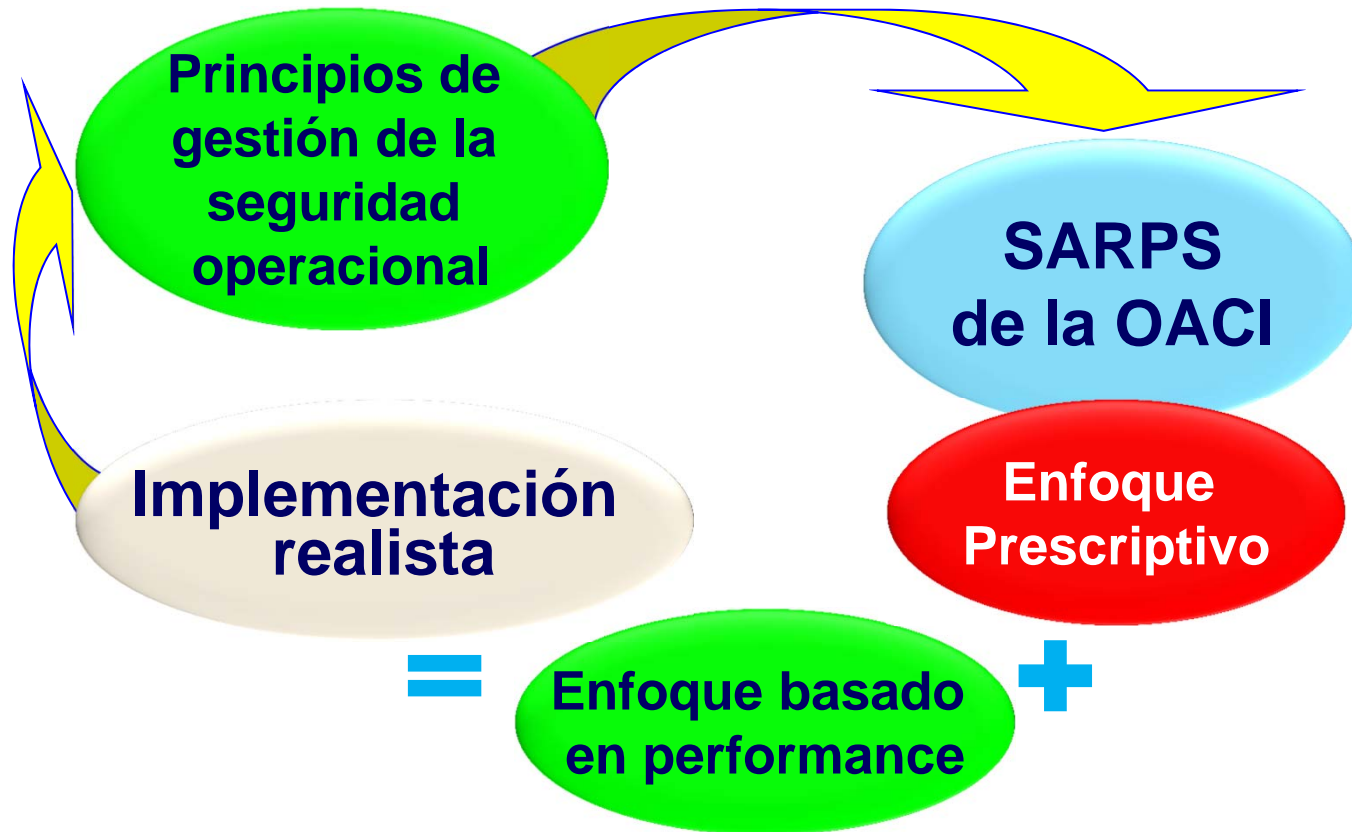 Principios de
gestión de la
seguridad
operacional
SARPS
de la OACI
Enfoque
Prescriptivo
+
Enfoque basado
en performance
=
Implementación
realista